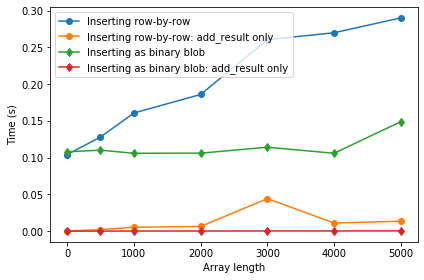 0.30
0.25
0.20
0.15
0.10
0.05
0.00
Time (s)
Inserting row-by-row
Inserting row-by-row: add_result only
Inserting as binary blob
Inserting as binary blob: add_result only
0 1000 2000 3000 4000 5000
Array length